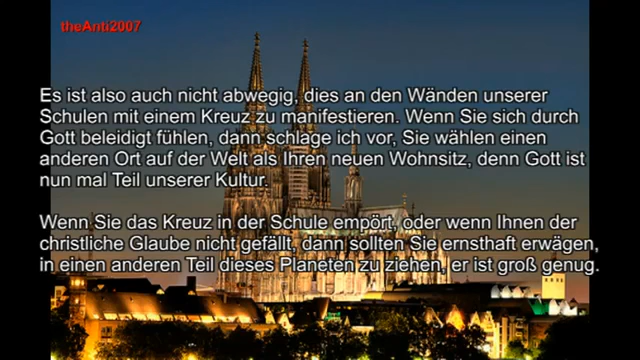 theAnti2007
Es ist also auch nicht abwegig, dies an den Wänden unserer
Schulen mit einem Kreuz zu manifestieren. Wenn Sie sich durch
Gott beleidigt fühlen, dann schlage ich vor, Sie wählen einen
anderen Ort auf der Welt als Ihren neuen Wohnsitz, denn Gott ist
nun mal Teil unserer Kultur.
Wenn Sie das Kreuz in der Schule empört, oder wenn Ihnen der
christliche Glaube nicht gefällt, dann sollten Sie ernsthaft erwägen,
in einen anderen Teil dieses Planeten zu ziehen, er ist groß genug.